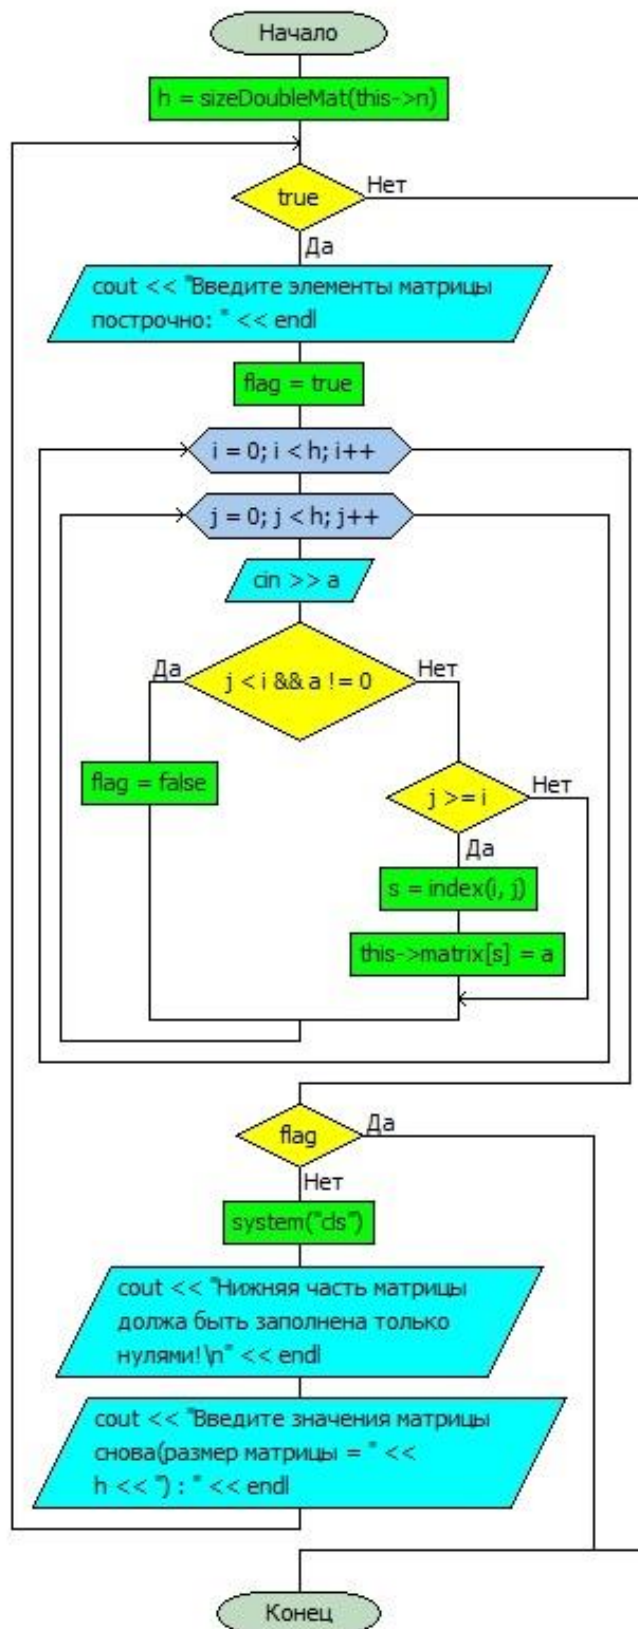 Начало
h = sizeDoubleMat(this->n)
true
Нет
Да
cout << "Введите элементы матрицы
построчно: " << endl
flag = true
i = 0; i < h; i++
j = 0; j < h; j++
cin >> a
Да
j < i && a != 0
Нет
flag = false
j >= i
Нет
Да
s = index(i, j)
this->matrix[s] = a
flag
Да
Нет
system("cls")
cout << "Нижняя часть матрицы
должа быть заполнена только
нулями!\n" << endl
cout << "Введите значения матрицы
снова(размер матрицы = " <<
h << ") : " << endl
Конец